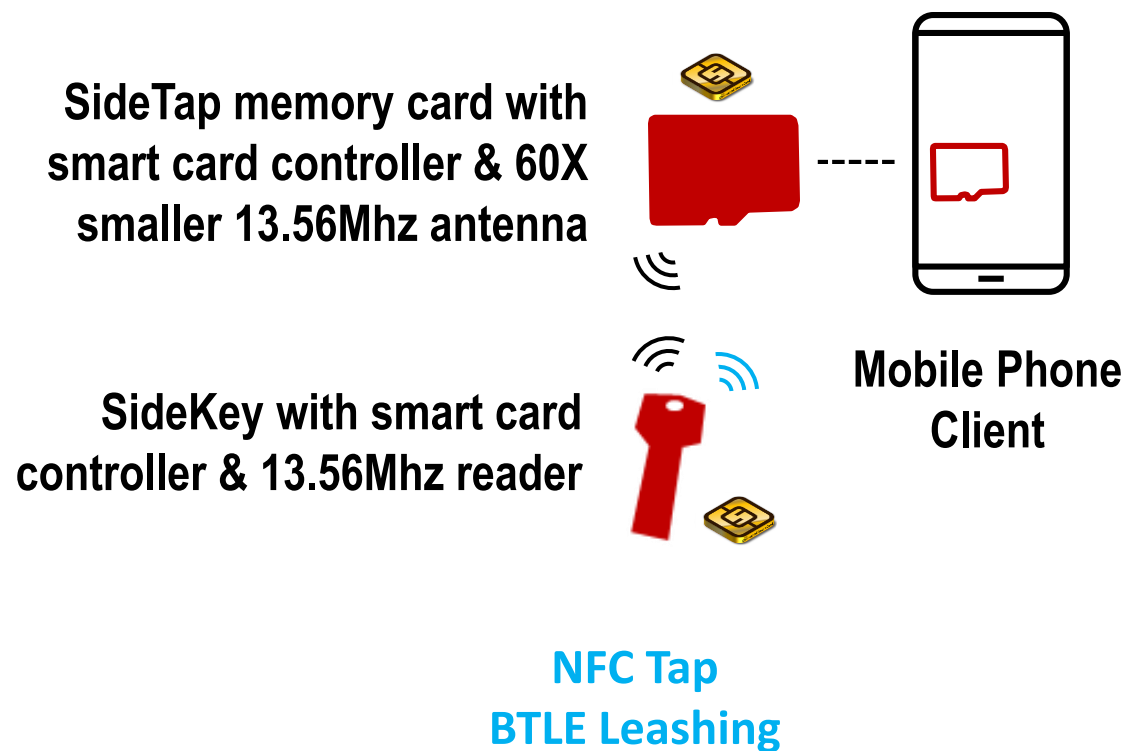 SideTap memory card with
smart card controller & 60X
smaller 13.56Mhz antenna
Mobile Phone
Client
SideKey with smart card
controller & 13.56Mhz reader
NFC Tap
BTLE Leashing